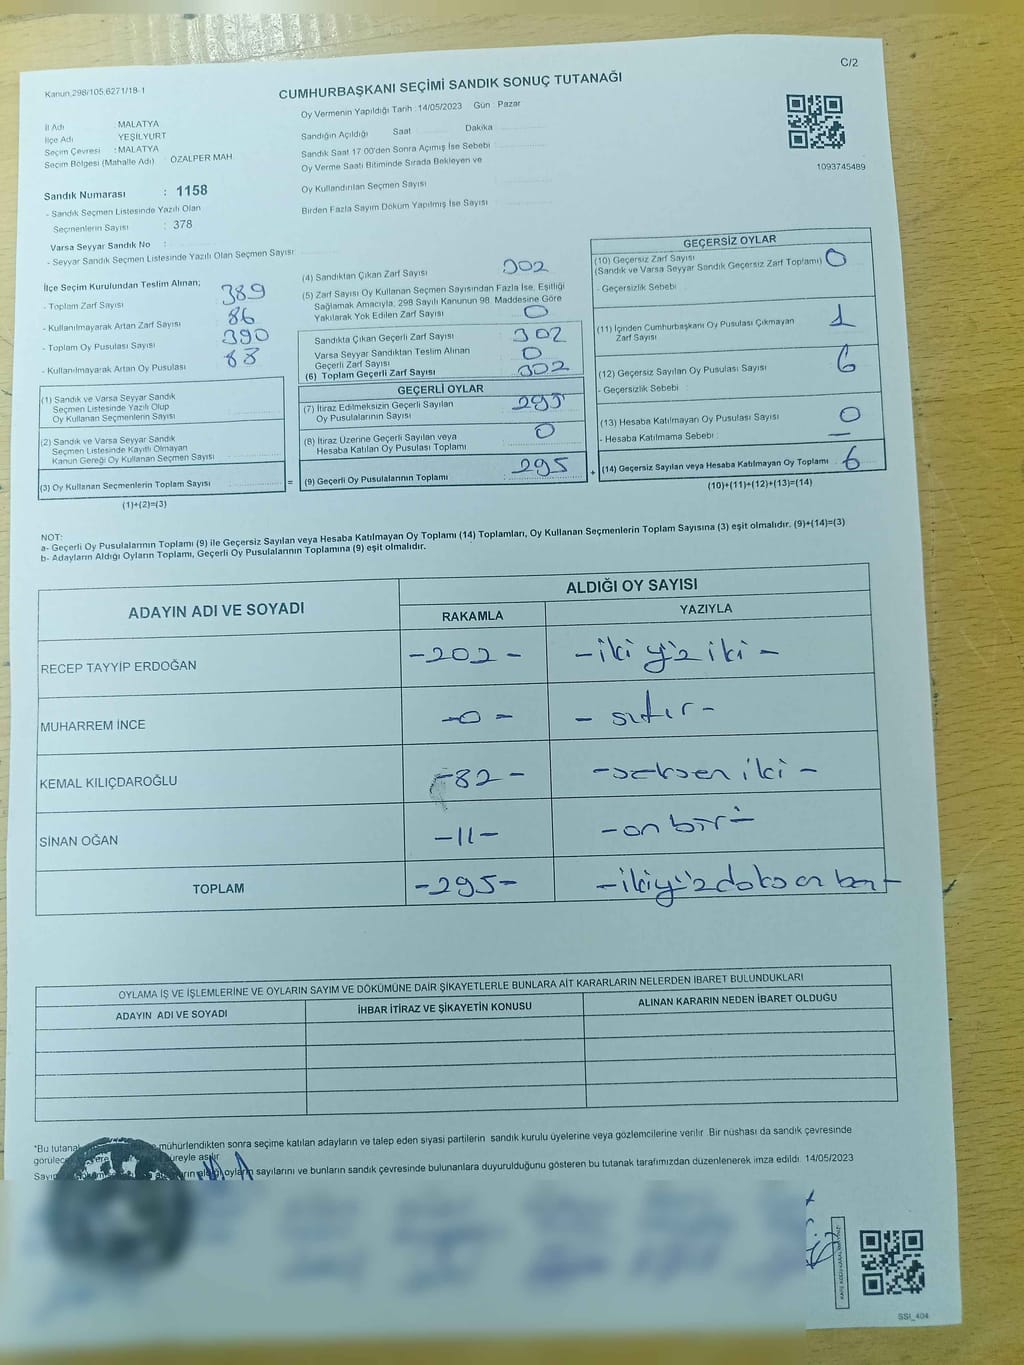 C/2
Kanun 298/105,6271/18-1
CUMHURBAŞKANI SEÇİMİ SANDIK SONUÇ TUTANAĞI
Oy Vermenin Yapıldığı Tarih : 14/05/2023 Gün : Pazar
İl Adı : MALATYA
İlçe Adı YEŞİLYURT
Seçim Çevresi : MALATYA
Seçim Bölgesi (Mahalle Adı) : ÖZALPER MAH.
Sandığın Açıldığı Saat Dakika
Sandık Saat 17.00'den Sonra Açımış İse Sebebi
Oy Verme Saati Bitiminde Sırada Bekleyen ve
Oy Kullandırılan Seçmen Sayısı
Birden Fazla Sayım Döküm Yapılmış İse Sayısı
1093745489
Sandık Numarası : 1158
- Sandık Seçmen Listesinde Yazılı Olan
Seçmenlerin Sayısı : 378
Varsa Seyyar Sandık No :
- Seyyar Sandık Seçmen Listesinde Yazılı Olan Seçmen Sayısı :
İlçe Seçim Kurulundan Teslim Alınan;
- Toplam Zarf Sayısı 389
- Kullanılmayarak Artan Zarf Sayısı 86
- Toplam Oy Pusulası Sayısı 390
- Kullanılmayarak Artan Oy Pusulası 88
(1) Sandık ve Varsa Seyyar Sandık
Seçmen Listesinde Yazılı Olup
Oy Kullanan Seçmenlerin Sayısı
(2) Sandık ve Varsa Seyyar Sandık
Seçmen Listesinde Kayıtlı Olmayan
Kanun Gereği Oy Kullanan Seçmen Sayısı
(3) Oy Kullanan Seçmenlerin Toplam Sayısı =
(1)+(2)=(3)
(4) Sandıktan Çıkan Zarf Sayısı 302
(5) Zarf Sayısı Oy Kullanan Seçmen Sayısından Fazla İse, Eşitliği
Sağlamak Amacıyla, 298 Sayılı Kanunun 98. Maddesine Göre
Yakılarak Yok Edilen Zarf Sayısı 0
Sandıkta Çıkan Geçerli Zarf Sayısı 302
Varsa Seyyar Sandıktan Teslim Alınan
Geçerli Zarf Sayısı 0
(6) Toplam Geçerli Zarf Sayısı 302
GEÇERLİ OYLAR
(7) İtiraz Edilmeksizin Geçerli Sayılan
Oy Pusulalarının Sayısı 295
(8) İtiraz Üzerine Geçerli Sayılan veya
Hesaba Katılan Oy Pusulası Toplamı 0
(9) Geçerli Oy Pusulalarının Toplamı 295 +
GEÇERSİZ OYLAR
(10) Geçersiz Zarf Sayısı
(Sandık ve Varsa Seyyar Sandık Geçersiz Zarf Toplamı) 0
- Geçersizlik Sebebi :
(11) İçinden Cumhurbaşkanı Oy Pusulası Çıkmayan
Zarf Sayısı 1
(12) Geçersiz Sayılan Oy Pusulası Sayısı 6
- Geçersizlik Sebebi :
(13) Hesaba Katılmayan Oy Pusulası Sayısı 0
- Hesaba Katılmama Sebebi :
(14) Geçersiz Sayılan veya Hesaba Katılmayan Oy Toplamı 6
(10)+(11)+(12)+(13)=(14)
NOT:
a- Geçerli Oy Pusulalarının Toplamı (9) ile Geçersiz Sayılan veya Hesaba Katılmayan Oy Toplamı (14) Toplamları, Oy Kullanan Seçmenlerin Toplam Sayısına (3) eşit olmalıdır. (9)+(14)=(3)
b- Adayların Aldığı Oyların Toplamı, Geçerli Oy Pusulalarının Toplamına (9) eşit olmalıdır.
ADAYIN ADI VE SOYADI
ALDIĞI OY SAYISI
RAKAMLA YAZIYLA
RECEP TAYYİP ERDOĞAN -202- -iki yüz iki-
MUHARREM İNCE -0- -sıfır-
KEMAL KILIÇDAROĞLU -82- -seksen iki-
SİNAN OĞAN -11- -on bir-
TOPLAM -295- -ikiyüzdoksan beş-
OYLAMA İŞ VE İŞLEMLERİNE VE OYLARIN SAYIM VE DÖKÜMÜNE DAİR ŞİKAYETLERLE BUNLARA AİT KARARLARIN NELERDEN İBARET BULUNDUKLARI
ADAYIN ADI VE SOYADI İHBAR İTİRAZ VE ŞİKAYETİN KONUSU ALINAN KARARIN NEDEN İBARET OLDUĞU
*Bu tutanak mühürlendikten sonra seçime katılan adayların ve talep eden siyasi partilerin sandık kurulu üyelerine veya gözlemcilerine verilir. Bir nüshası da sandık çevresinde
süreyle asılır.
oyların sayılarını ve bunların sandık çevresinde bulunanlara duyurulduğunu gösteren bu tutanak tarafımızdan düzenlenerek imza edildi. 14/05/2023
SSI_404